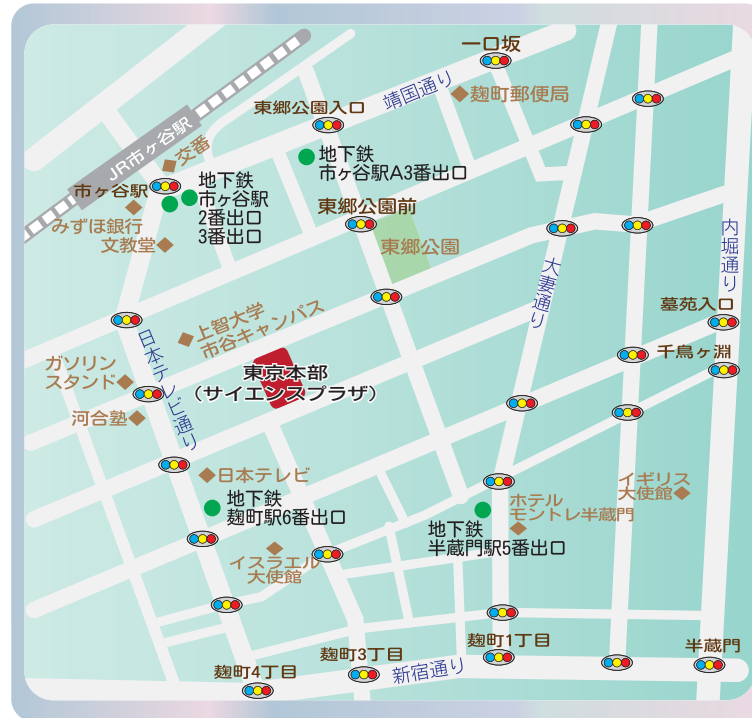 一口坂
靖国通り
麹町郵便局
東郷公園入口
JR市ヶ谷駅
交番
地下鉄
市ヶ谷駅A3番出口
市ヶ谷駅
地下鉄
市ヶ谷駅
2番出口
3番出口
みずほ銀行
文教堂
東郷公園前
東郷公園
内堀通り
大妻通り
墓苑入口
上智大学
市谷キャンパス
日本テレビ通り
千鳥ヶ淵
ガソリン
スタンド
東京本部
（サイエンスプラザ）
河合塾
日本テレビ
地下鉄
麹町駅6番出口
イギリス
大使館
ホテル
モントレ半蔵門
地下鉄
半蔵門駅5番出口
イスラエル
大使館
麹町1丁目
半蔵門
麹町3丁目
新宿通り
麹町4丁目